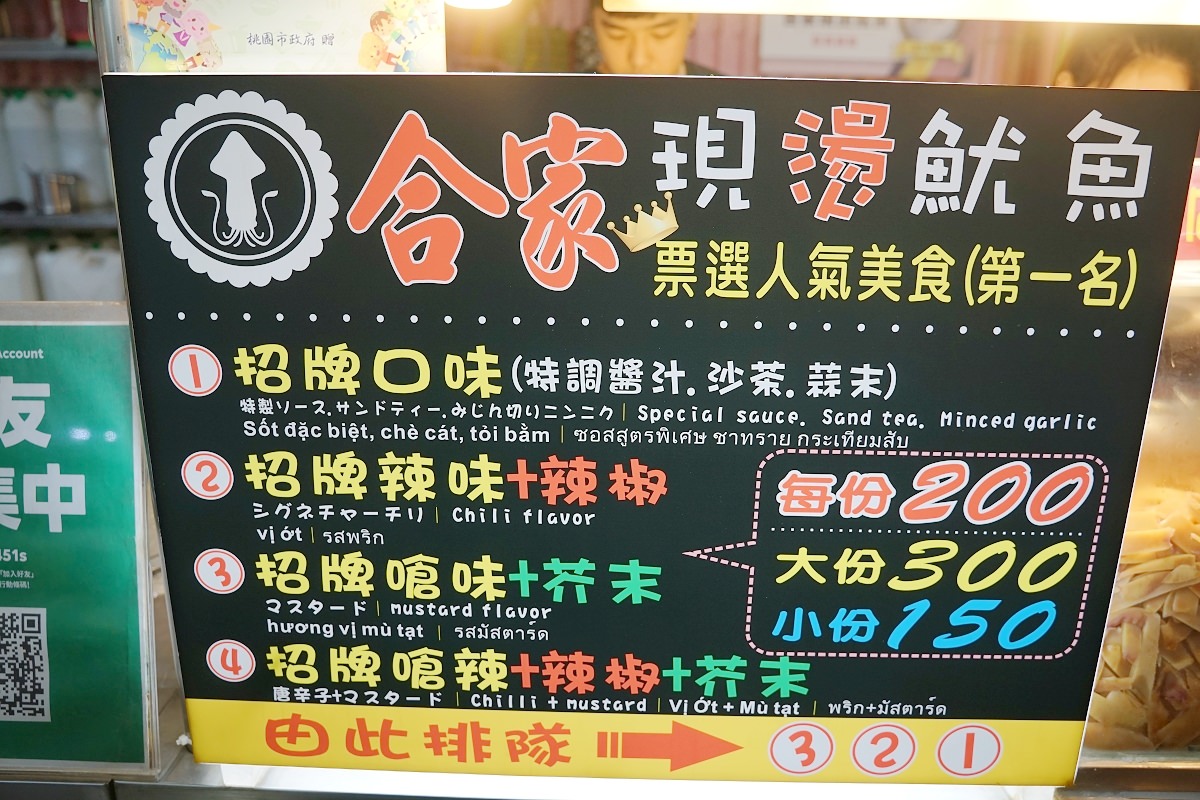 桃園市政府 贈
合家 現燙魷魚
票選人氣美食(第一名)
① 招牌口味(特調醬汁.沙茶.蒜末)
特製ソース.サンドティー.みじん切りニンニク | Special sauce. Sand tea. Minced garlic
Sốt đặc biệt, chè cát, tỏi bằm | ซอสสูตรพิเศษ ชาทราย กระเทียมสับ
② 招牌辣味+辣椒
シグネチャーチリ | Chili flavor
vị ớt | รสพริก
③ 招牌嗆味+芥末
マスタード | mustard flavor
hương vị mù tạt | รสมัสตาร์ด
④ 招牌嗆辣+辣椒+芥末
唐辛子+マスタード | Chilli + mustard | Vị Ớt + Mù tạt | พริก+มัสตาร์ด
每份 200
大份 300
小份 150
由此排隊 ③ ② ①
Account
友
集中
451s
「加入好友」
行動條碼!